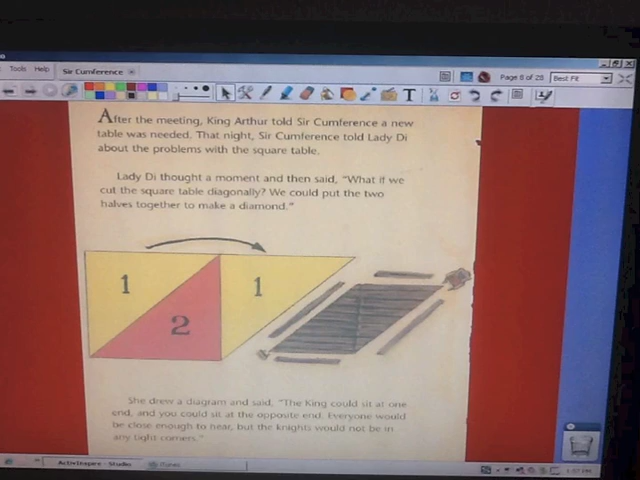 Tools Help Sir Cumference
Page 8 of 28 Best Fit
T
After the meeting, King Arthur told Sir Cumference a new
table was needed. That night, Sir Cumference told Lady Di
about the problems with the square table.
Lady Di thought a moment and then said, "What if we
cut the square table diagonally? We could put the two
halves together to make a diamond."
1 1
2
She drew a diagram and said, "The King could sit at one
end, and you could sit at the opposite end. Everyone would
be close enough to hear, but the knights would not be in
any tight corners."
ActivInspire - Studio iTunes